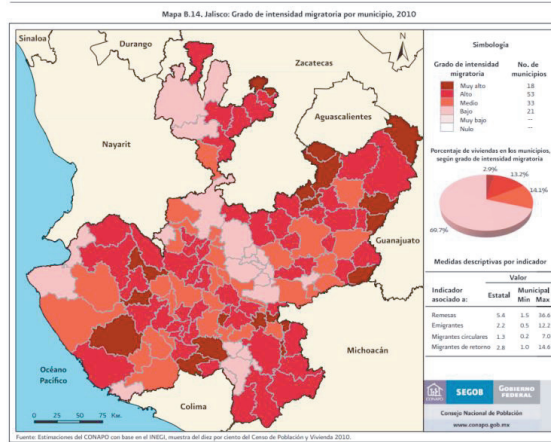 Mapa B.14. Jalisco: Grado de intensidad migratoria por municipio, 2010
Sinaloa
Durango
Zacatecas
Aguascalientes
Nayarit
Guanajuato
Michoacán
Colima
Océano
Pacífico
0 25 50 75 Km.
N
Simbología
Grado de intensidad migratoria No. de municipios
Muy alto 18
Alto 53
Medio 33
Bajo 21
Muy bajo —
Nulo —
Porcentaje de viviendas en los municipios,
según grado de intensidad migratoria
2.9%
13.2%
14.1%
69.7%
Medidas descriptivas por indicador
Valor
Indicador asociado a: Estatal Municipal Min Max
Remesas 5.4 1.5 36.6
Emigrantes 2.2 0.5 12.2
Migrantes circulares 1.3 0.2 7.0
Migrantes de retorno 2.8 1.0 14.6
CONAPO
SEGOB
GOBIERNO
FEDERAL
Consejo Nacional de Población
www.conapo.gob.mx
Fuente: Estimaciones del CONAPO con base en el INEGI, muestra del diez por ciento del Censo de Población y Vivienda 2010.